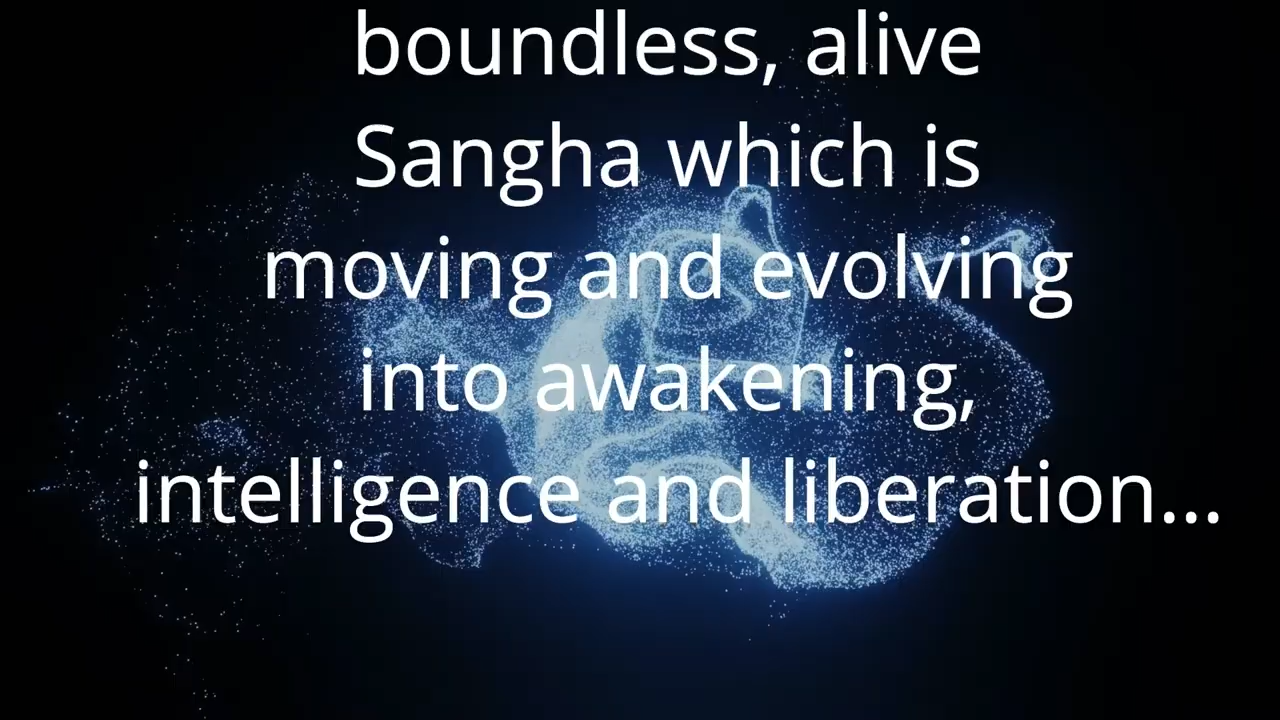 boundless, alive
Sangha which is
moving and evolving
into awakening,
intelligence and liberation...